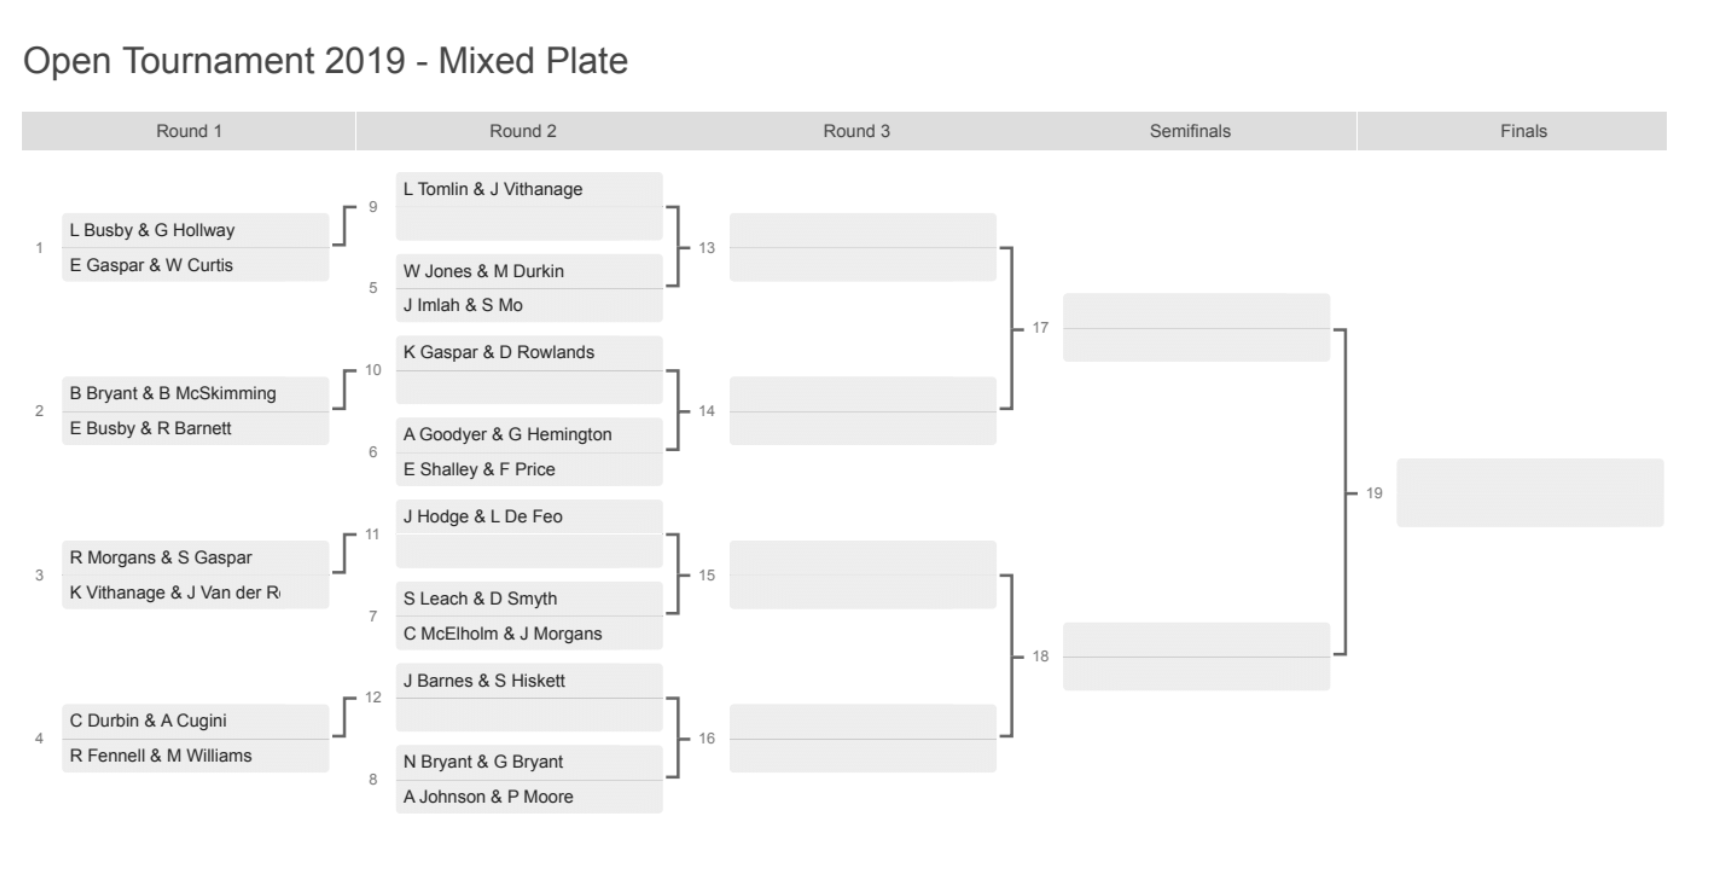 Open Tournament 2019 - Mixed Plate
Round 1
Round 2
Round 3
Semifinals
Finals
1
L Busby & G Hollway
E Gaspar & W Curtis
2
B Bryant & B McSkimming
E Busby & R Barnett
3
R Morgans & S Gaspar
K Vithanage & J Van der
4
C Durbin & A Cugini
R Fennell & M Williams
9
L Tomlin & J Vithanage
5
W Jones & M Durkin
J Imlah & S Mo
10
K Gaspar & D Rowlands
6
A Goodyer & G Hemington
E Shalley & F Price
11
J Hodge & L De Feo
7
S Leach & D Smyth
C McElholm & J Morgans
12
J Barnes & S Hiskett
8
N Bryant & G Bryant
A Johnson & P Moore
13
14
15
16
17
18
19